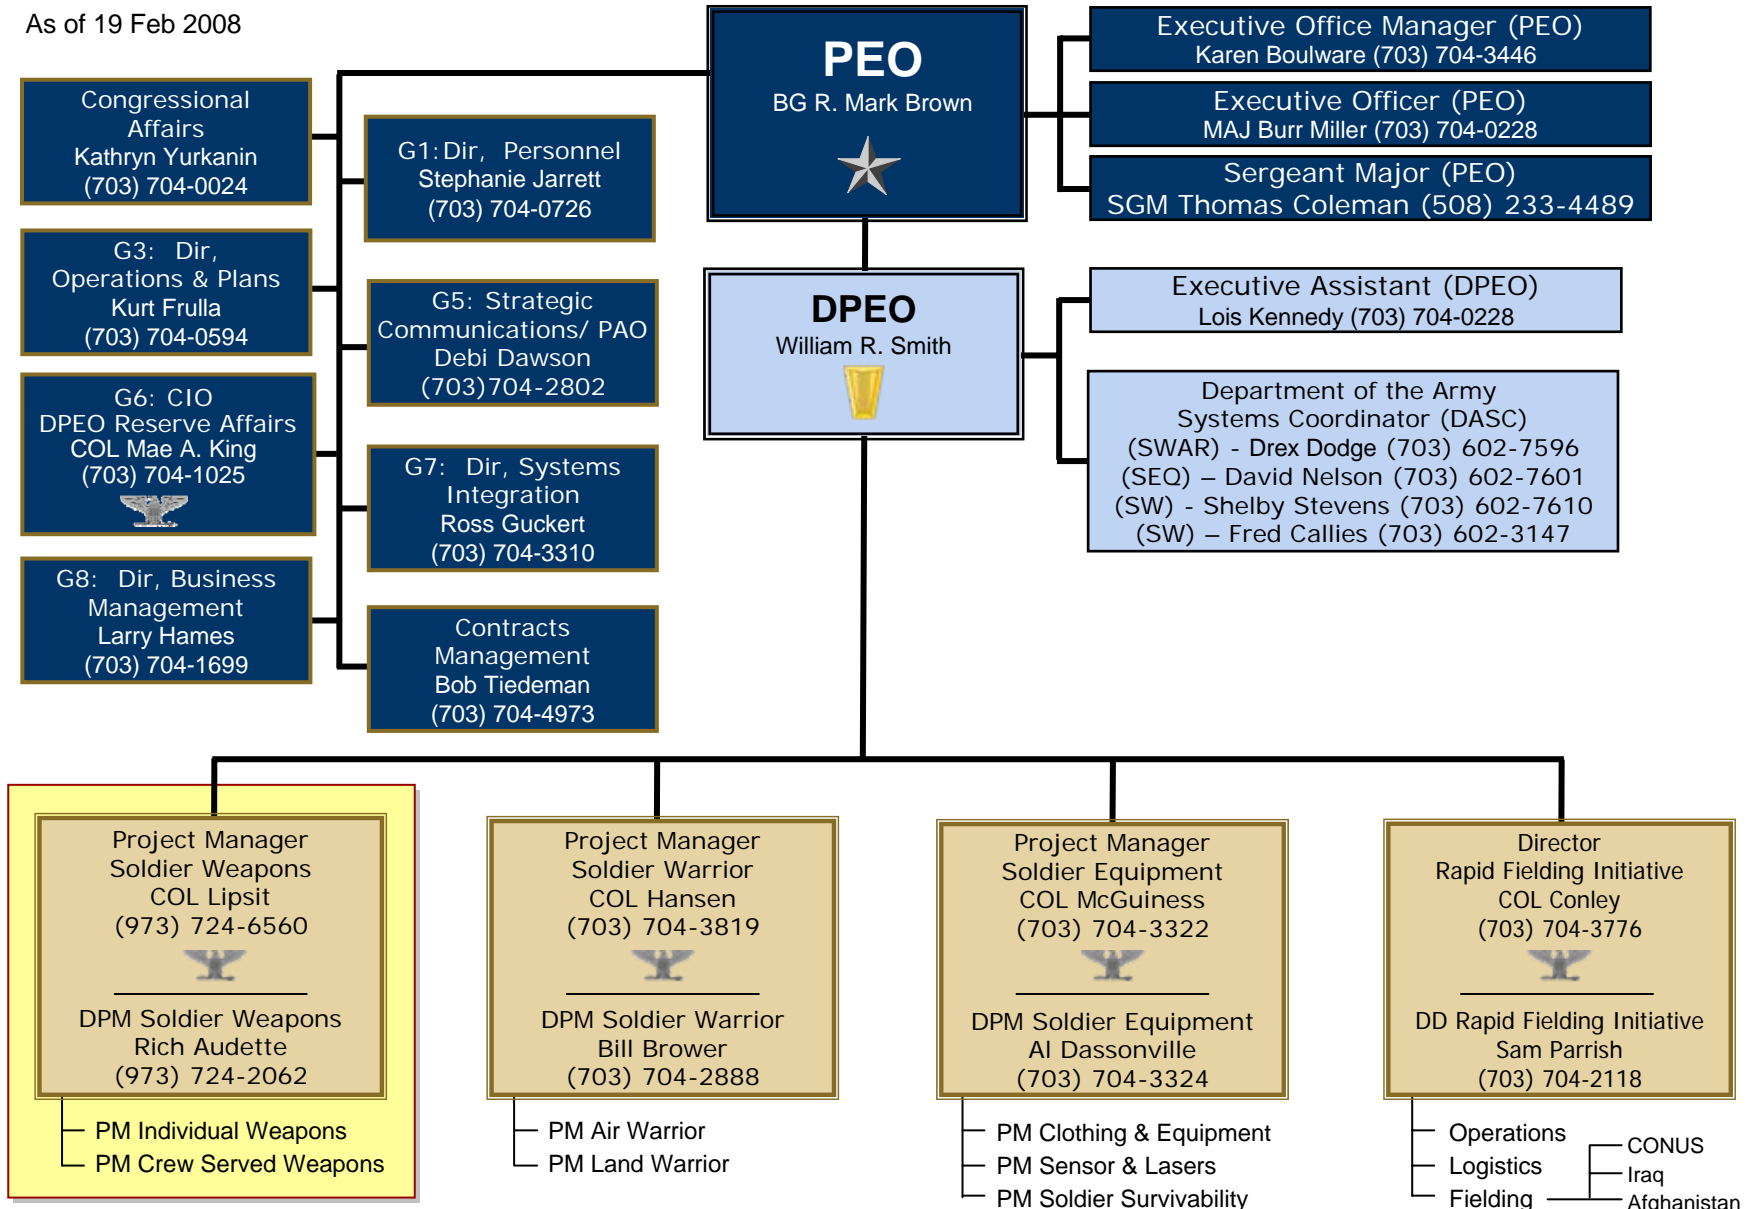 As of 19 Feb 2008
PEO
BG R. Mark Brown
Executive Office Manager (PEO)
Karen Boulware (703) 704-3446
Executive Officer (PEO)
MAJ Burr Miller (703) 704-0228
Sergeant Major (PEO)
SGM Thomas Coleman (508) 233-4489
Congressional
Affairs
Kathryn Yurkanin
(703) 704-0024
G1:Dir, Personnel
Stephanie Jarrett
(703) 704-0726
G3: Dir,
Operations & Plans
Kurt Frulla
(703) 704-0594
G5: Strategic
Communications/ PAO
Debi Dawson
(703)704-2802
G6: CIO
DPEO Reserve Affairs
COL Mae A. King
(703) 704-1025
G7: Dir, Systems
Integration
Ross Guckert
(703) 704-3310
G8: Dir, Business
Management
Larry Hames
(703) 704-1699
Contracts
Management
Bob Tiedeman
(703) 704-4973
DPEO
William R. Smith
Executive Assistant (DPEO)
Lois Kennedy (703) 704-0228
Department of the Army
Systems Coordinator (DASC)
(SWAR) - Drex Dodge (703) 602-7596
(SEQ) – David Nelson (703) 602-7601
(SW) - Shelby Stevens (703) 602-7610
(SW) – Fred Callies (703) 602-3147
Project Manager
Soldier Weapons
COL Lipsit
(973) 724-6560
DPM Soldier Weapons
Rich Audette
(973) 724-2062
PM Individual Weapons
PM Crew Served Weapons
Project Manager
Soldier Warrior
COL Hansen
(703) 704-3819
DPM Soldier Warrior
Bill Brower
(703) 704-2888
PM Air Warrior
PM Land Warrior
Project Manager
Soldier Equipment
COL McGuiness
(703) 704-3322
DPM Soldier Equipment
Al Dassonville
(703) 704-3324
PM Clothing & Equipment
PM Sensor & Lasers
PM Soldier Survivability
Director
Rapid Fielding Initiative
COL Conley
(703) 704-3776
DD Rapid Fielding Initiative
Sam Parrish
(703) 704-2118
Operations
Logistics
Fielding
CONUS
Iraq
Afghanistan